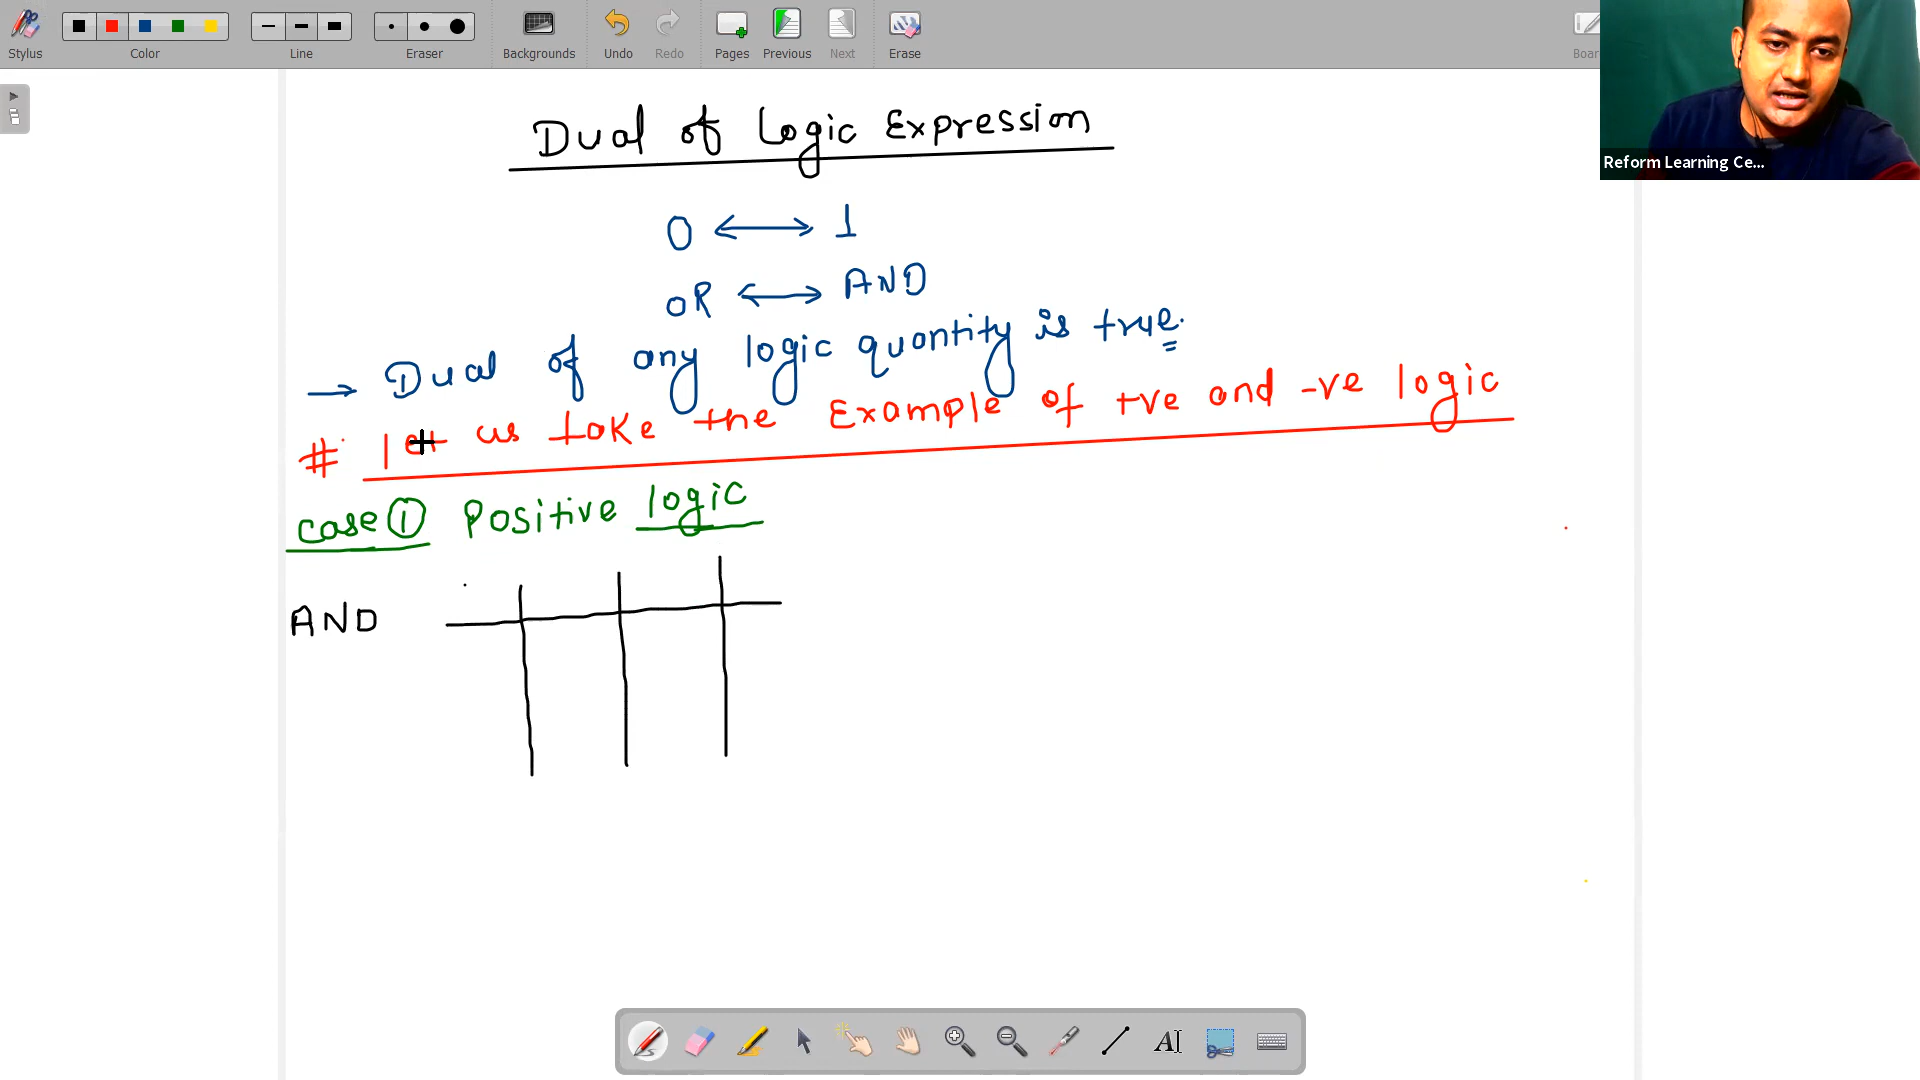 Stylus
Color
Line
Eraser
Backgrounds
Undo
Redo
Pages
Previous
Next
Erase
Boar
Reform Learning Ce...
Dual of Logic Expression
0 ⟷ 1
OR ⟷ AND
→ Dual of any logic quantity is true.
# let us take the Example of +ve and -ve logic
case ① Positive logic
AND